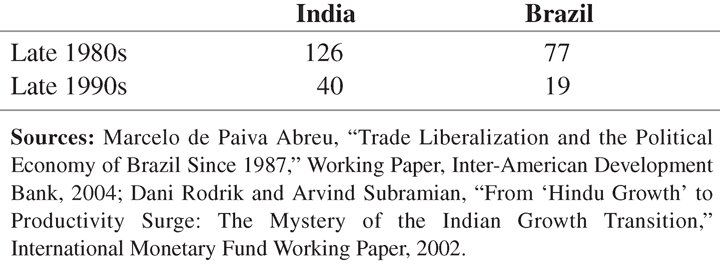 India Brazil
Late 1980s 126 77
Late 1990s 40 19
Sources: Marcelo de Paiva Abreu, “Trade Liberalization and the Political
Economy of Brazil Since 1987,” Working Paper, Inter-American Development
Bank, 2004; Dani Rodrik and Arvind Subramian, “From ‘Hindu Growth’ to
Productivity Surge: The Mystery of the Indian Growth Transition,”
International Monetary Fund Working Paper, 2002.